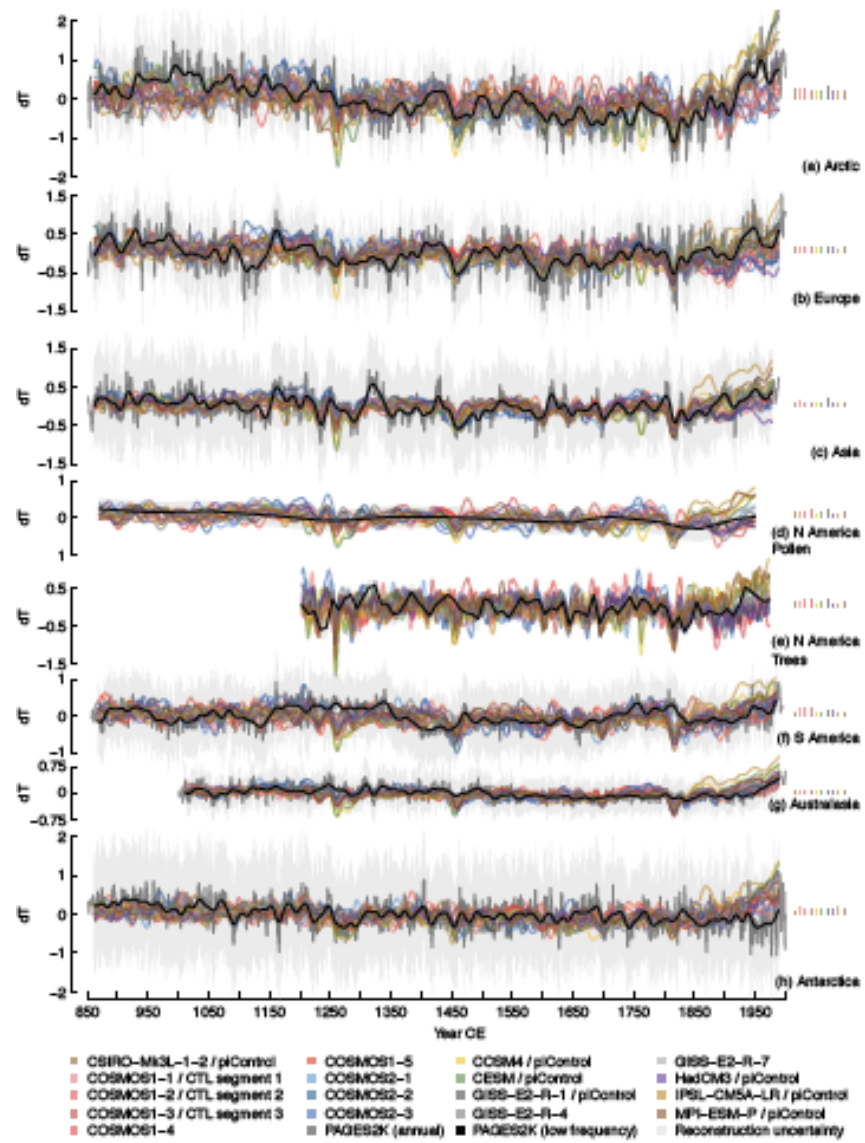 2
1
0
−1
−2
dT
(a) Arctic
1.5
0.5
−0.5
−1.5
dT
(b) Europe
1.5
0.5
−0.5
−1.5
dT
(c) Asia
1
0
1
dT
(d) N America
Pollen
0.5
−0.5
−1.5
dT
(e) N America
Trees
1
0
−1
dT
(f) S America
0.75
0
−0.75
dT
(g) Australasia
2
1
0
−1
−2
dT
(h) Antarctica
850 950 1050 1150 1250 1350 1450 1550 1650 1750 1850 1950
Year CE
CSIRO−Mk3L−1−2 / piControl
COSMOS1−1 / CTL segment 1
COSMOS1−2 / CTL segment 2
COSMOS1−3 / CTL segment 3
COSMOS1−4
COSMOS1−5
COSMOS2−1
COSMOS2−2
COSMOS2−3
PAGES2K (annual)
CCSM4 / piControl
CESM / piControl
GISS−E2−R−1 / piControl
GISS−E2−R−4
PAGES2K (low frequency)
GISS−E2−R−7
HadCM3 / piControl
IPSL−CM5A−LR / piControl
MPI−ESM−P / piControl
Reconstruction uncertainty